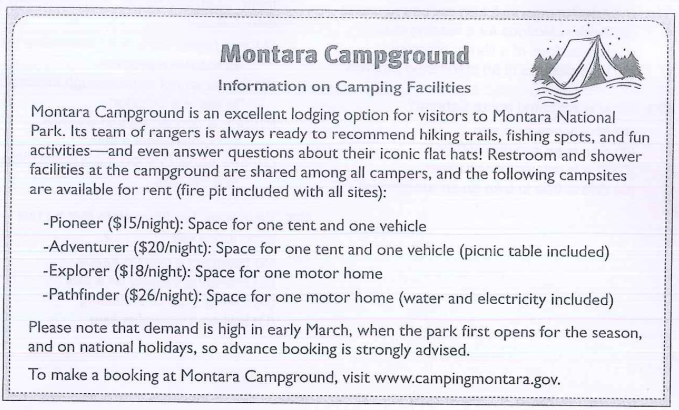 Montara Campground
Information on Camping Facilities
Montara Campground is an excellent lodging option for visitors to Montara National
Park. Its team of rangers is always ready to recommend hiking trails, fishing spots, and fun
activities—and even answer questions about their iconic flat hats! Restroom and shower
facilities at the campground are shared among all campers, and the following campsites
are available for rent (fire pit included with all sites):
-Pioneer ($15/night): Space for one tent and one vehicle
-Adventurer ($20/night): Space for one tent and one vehicle (picnic table included)
-Explorer ($18/night): Space for one motor home
-Pathfinder ($26/night): Space for one motor home (water and electricity included)
Please note that demand is high in early March, when the park first opens for the season,
and on national holidays, so advance booking is strongly advised.
To make a booking at Montara Campground, visit www.campingmontara.gov.